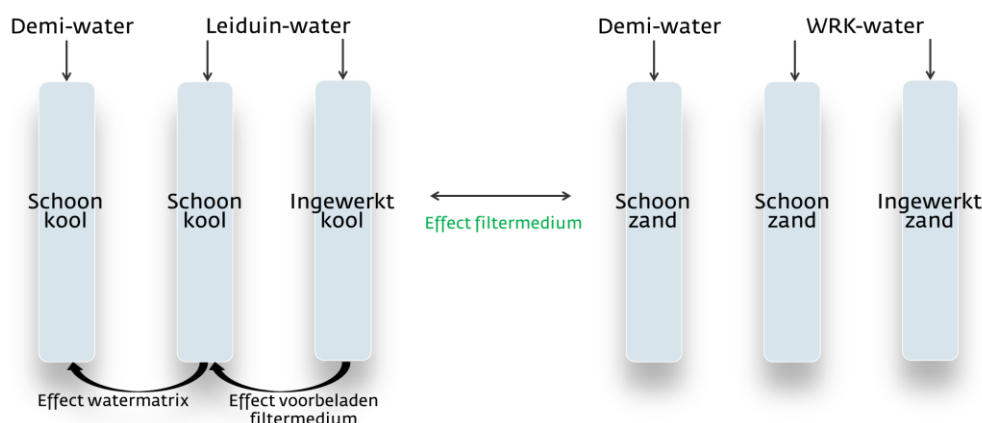 Demi-water
Leiduin-water
Demi-water
WRK-water
Schoon
kool
Schoon
kool
Ingewerkt
kool
Effect filtermedium
Schoon
zand
Schoon
zand
Ingewerkt
zand
Effect watermatrix
Effect voorbeladen
filtermedium